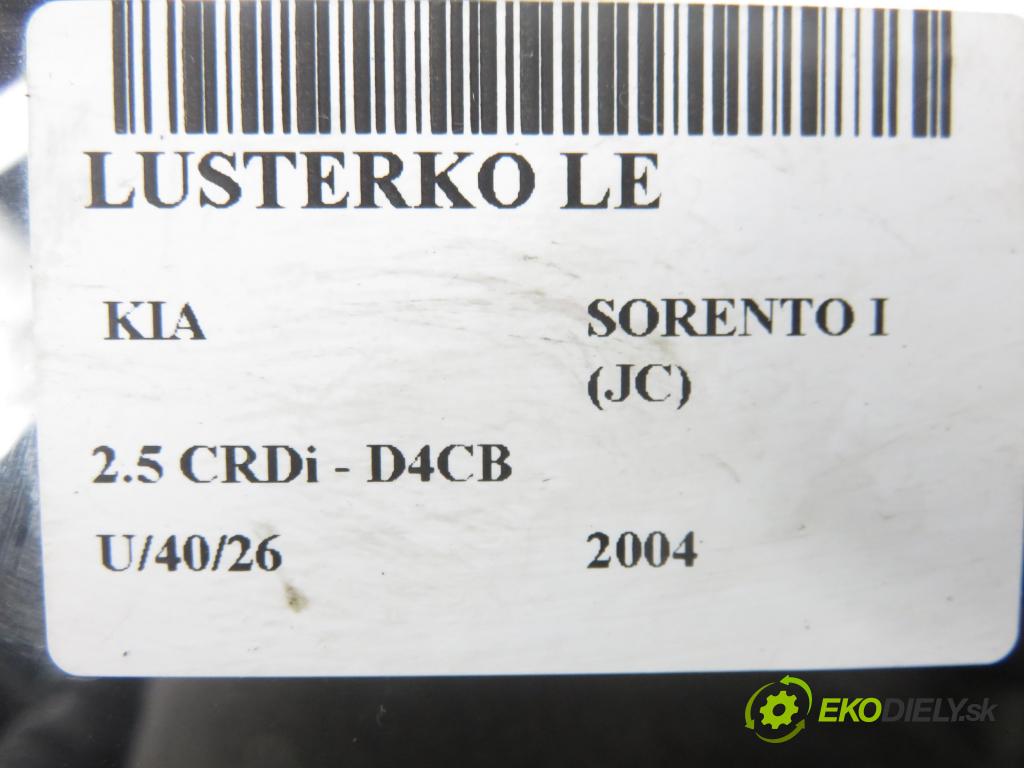 LUSTERKO LE
KIA SORENTO I
(JC)
2.5 CRDi - D4CB
U/40/26 2004
EKODIELY.sk